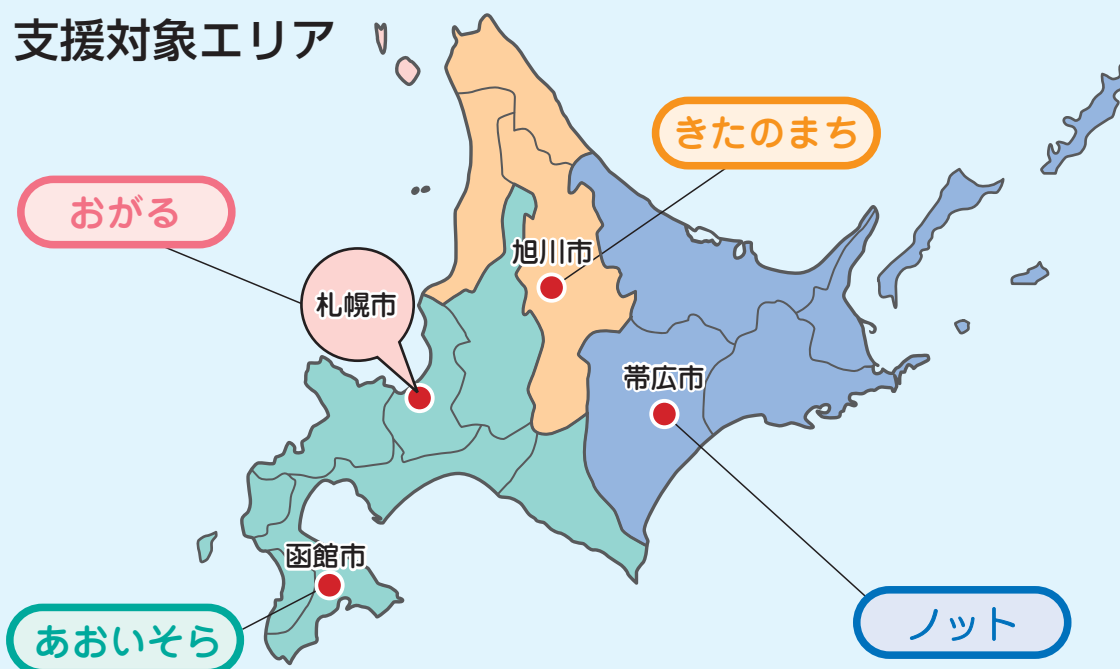 支援対象エリア
きたのまち
おがる
旭川市
札幌市
帯広市
函館市
あおいそら
ノット